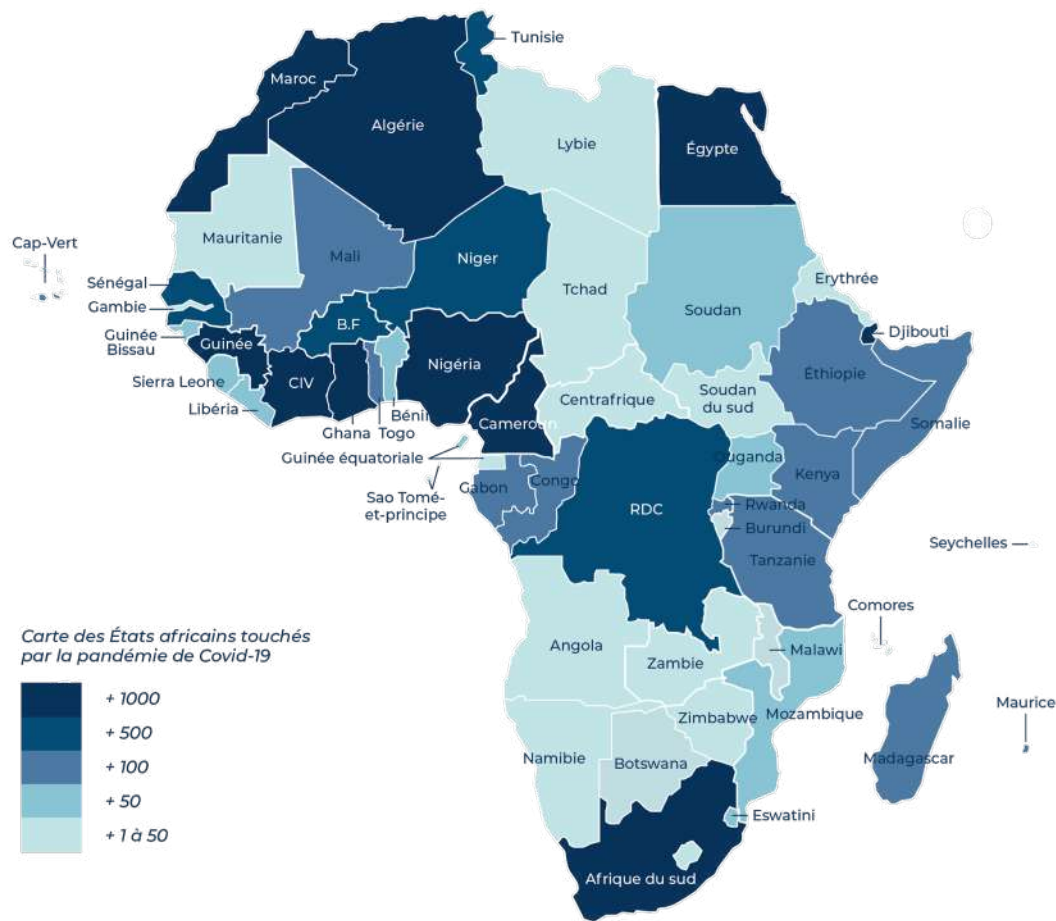 Tunisie
Maroc
Algérie
Lybie
Égypte
Mauritanie
Cap-Vert
Mali
Niger
Tchad
Erythrée
Sénégal
Gambie
Soudan
Djibouti
Guinée
Bissau
Guinée
B.F
Nigéria
Éthiopie
Sierra Leone
CIV
Centrafrique
Soudan
du sud
Libéria
Bénin
Cameroun
Somalie
Ghana
Togo
Guinée équatoriale
Ouganda
Gabon
Congo
Kenya
Sao Tomé-
et-principe
RDC
Rwanda
Burundi
Seychelles
Tanzanie
Comores
Carte des États africains touchés
par la pandémie de Covid-19
Angola
Zambie
Malawi
+ 1000
+ 500
+ 100
+ 50
+ 1 à 50
Maurice
Zimbabwe
Mozambique
Namibie
Botswana
Madagascar
Eswatini
Afrique du sud